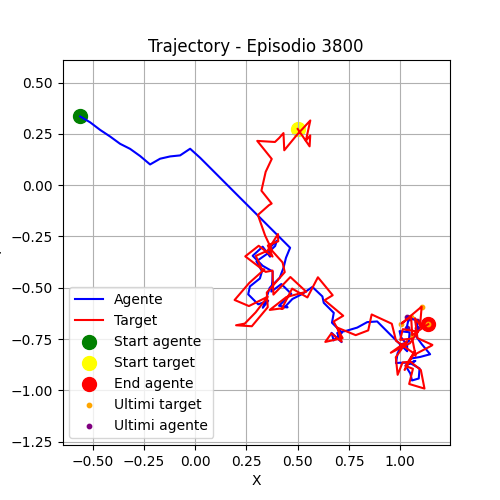 Trajectory - Episodio 3800
0.50
0.25
0.00
−0.25
−0.50
−0.75
−1.00
−1.25
Agente
Target
Start agente
Start target
End agente
Ultimi target
Ultimi agente
−0.50 −0.25 0.00 0.25 0.50 0.75 1.00
X